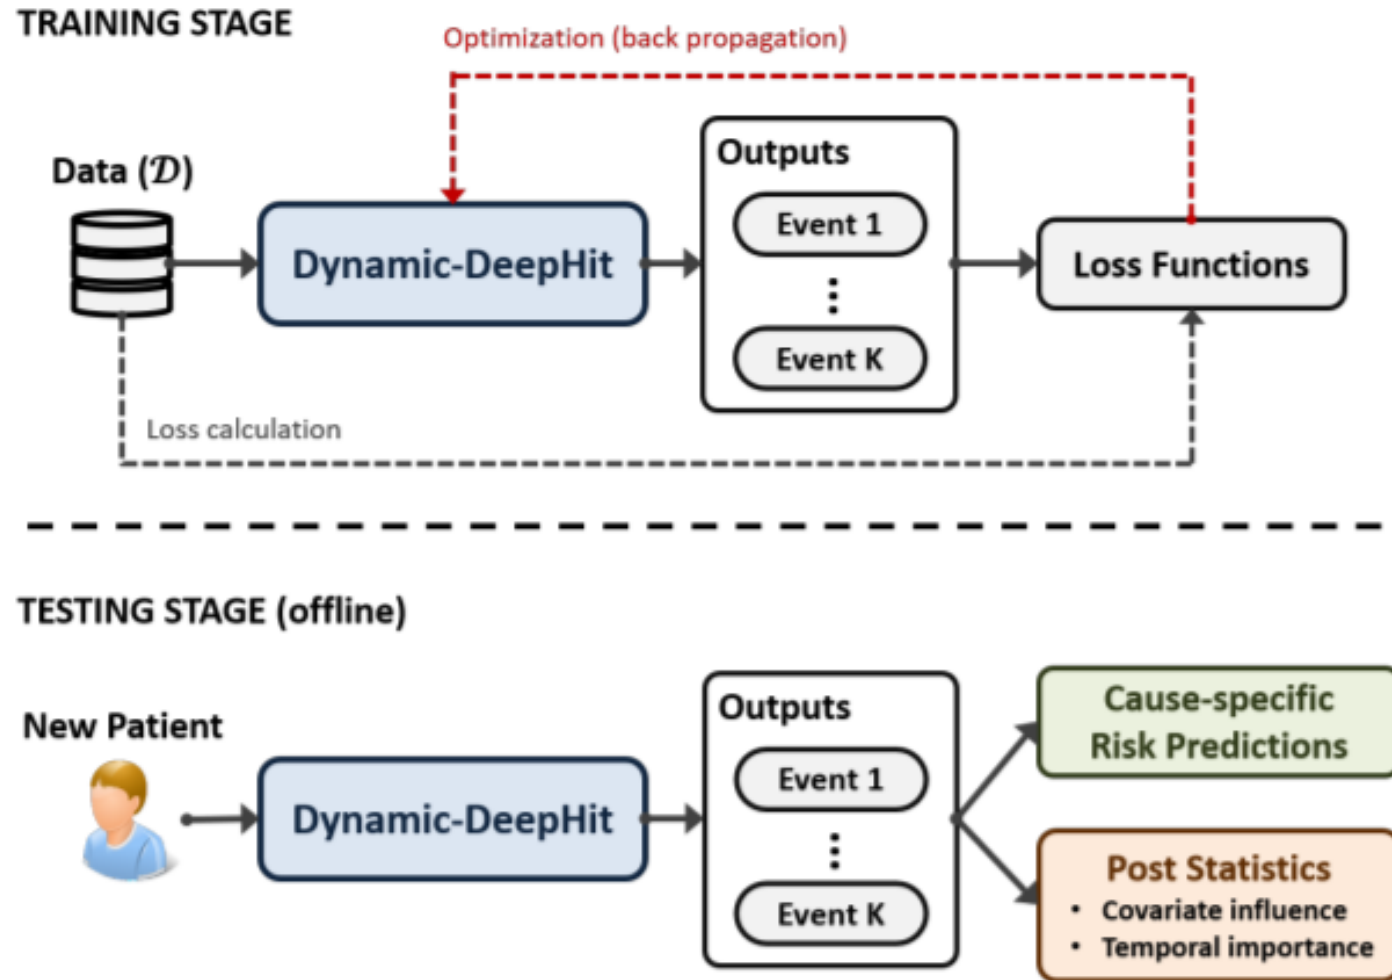 TRAINING STAGE
Optimization (back propagation)
Data (𝒟)
Dynamic-DeepHit
Outputs
Event 1
⋮
Event K
Loss Functions
Loss calculation
TESTING STAGE (offline)
New Patient
Dynamic-DeepHit
Outputs
Event 1
⋮
Event K
Cause-specific
Risk Predictions
Post Statistics
• Covariate influence
• Temporal importance